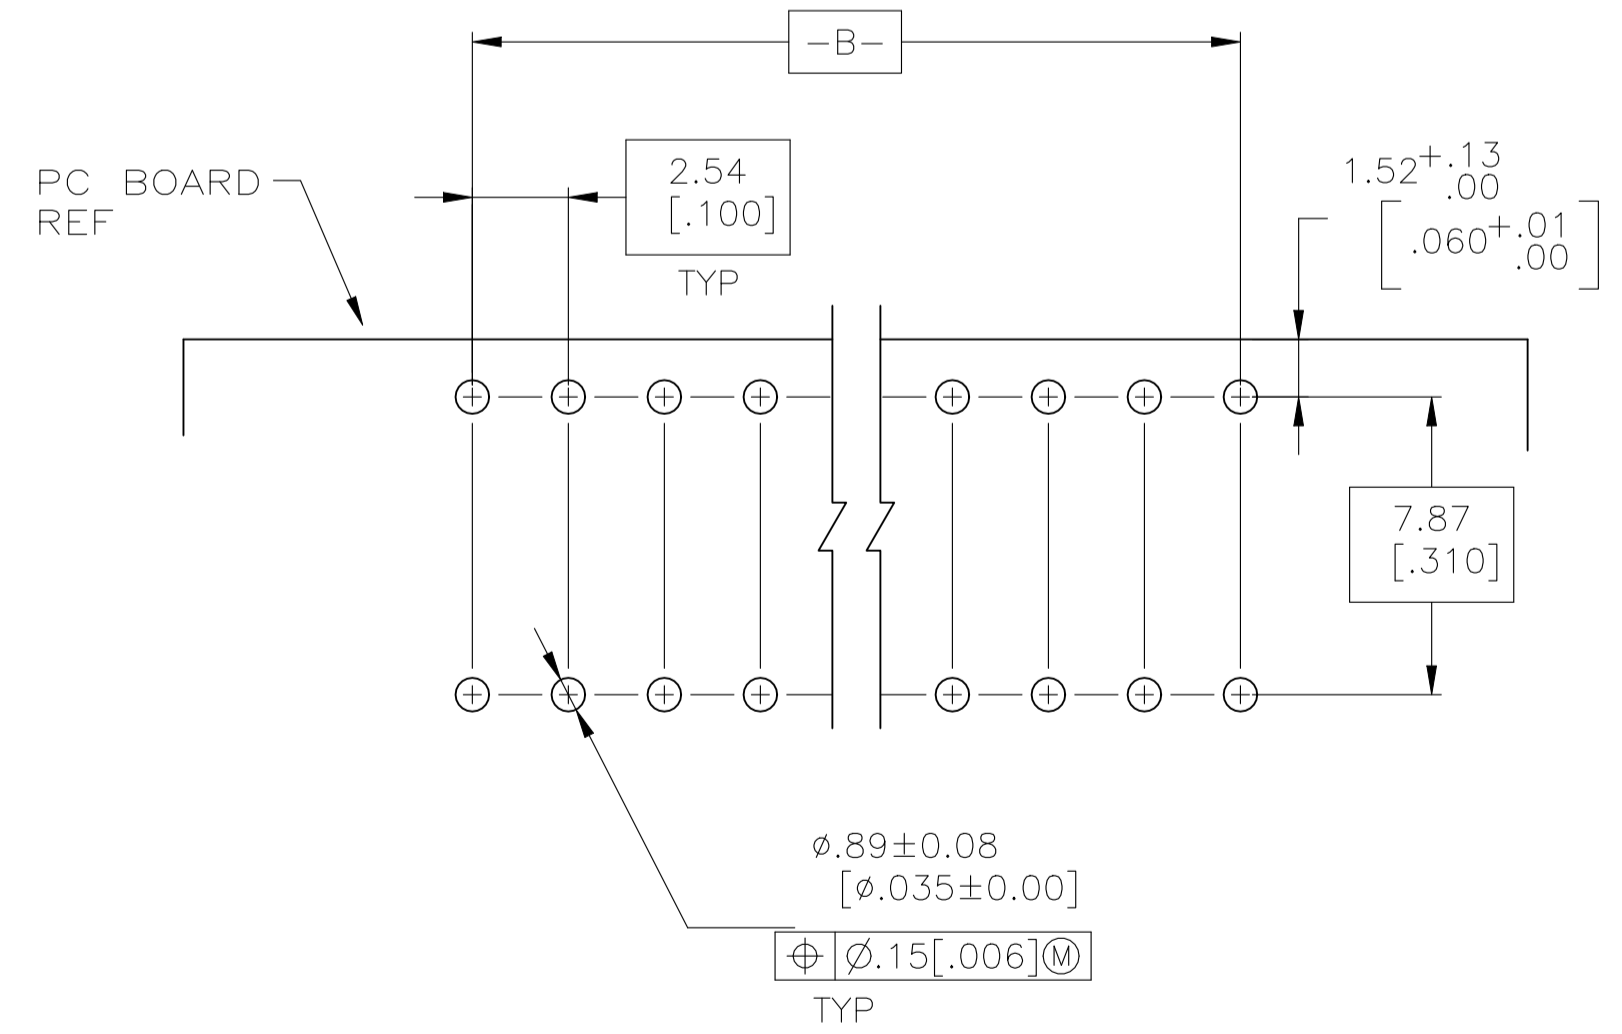 -B-
PC BOARD
REF
2.54
[.100]
TYP
1.52+.13
.00
[.060+.01
.00]
7.87
[.310]
ø.89±0.08
[ø.035±0.00]
⌖ Ø.15[.006]Ⓜ
TYP